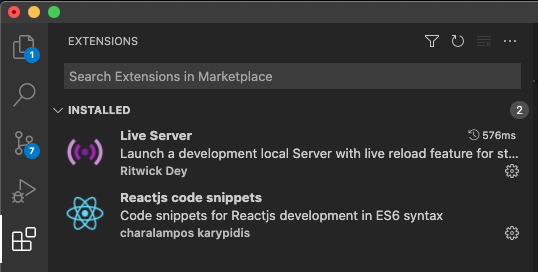 EXTENSIONS
1
Search Extensions in Marketplace
INSTALLED 2
Live Server 576ms
Launch a development local Server with live reload feature for st...
7
Ritwick Dey
Reactjs code snippets
Code snippets for Reactjs development in ES6 syntax
charalampos karypidis